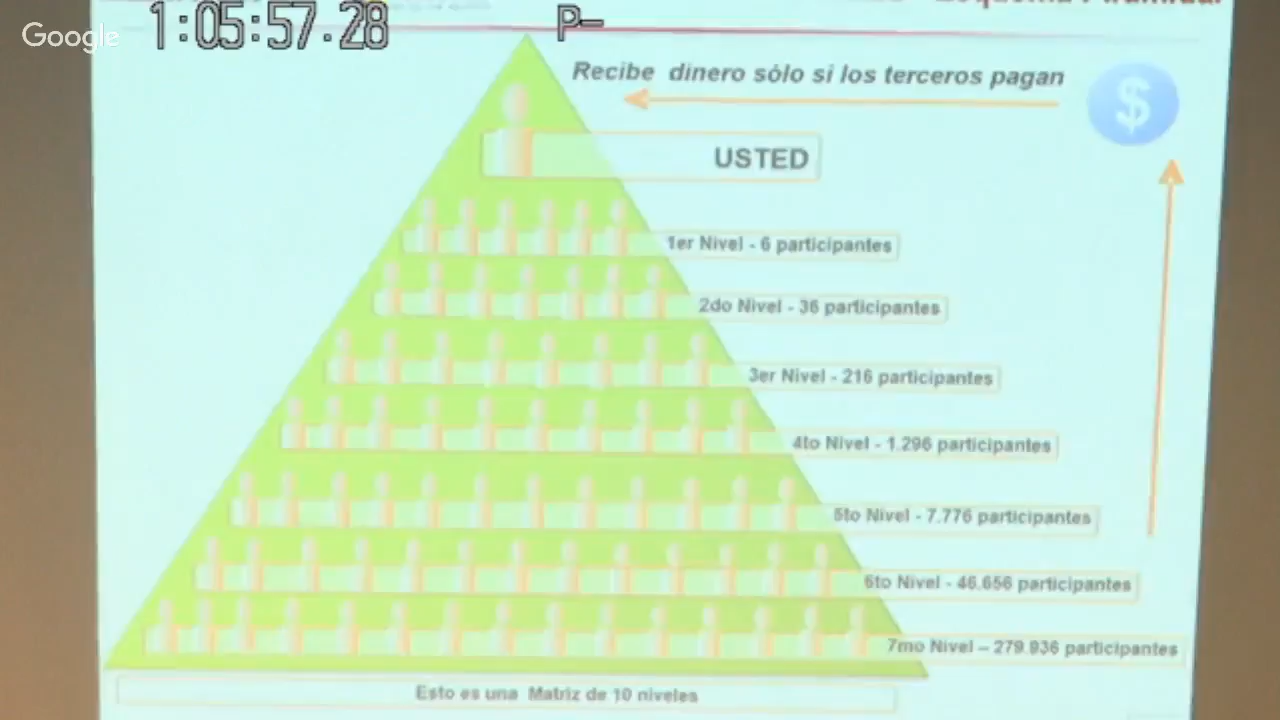 Google
1:05:57.28
P-
Recibe dinero sólo si los terceros pagan
$
USTED
1er Nivel - 6 participantes
2do Nivel - 36 participantes
3er Nivel - 216 participantes
4to Nivel - 1.296 participantes
5to Nivel - 7.776 participantes
6to Nivel - 46.656 participantes
7mo Nivel – 279.936 participantes
Esto es una Matriz de 10 niveles